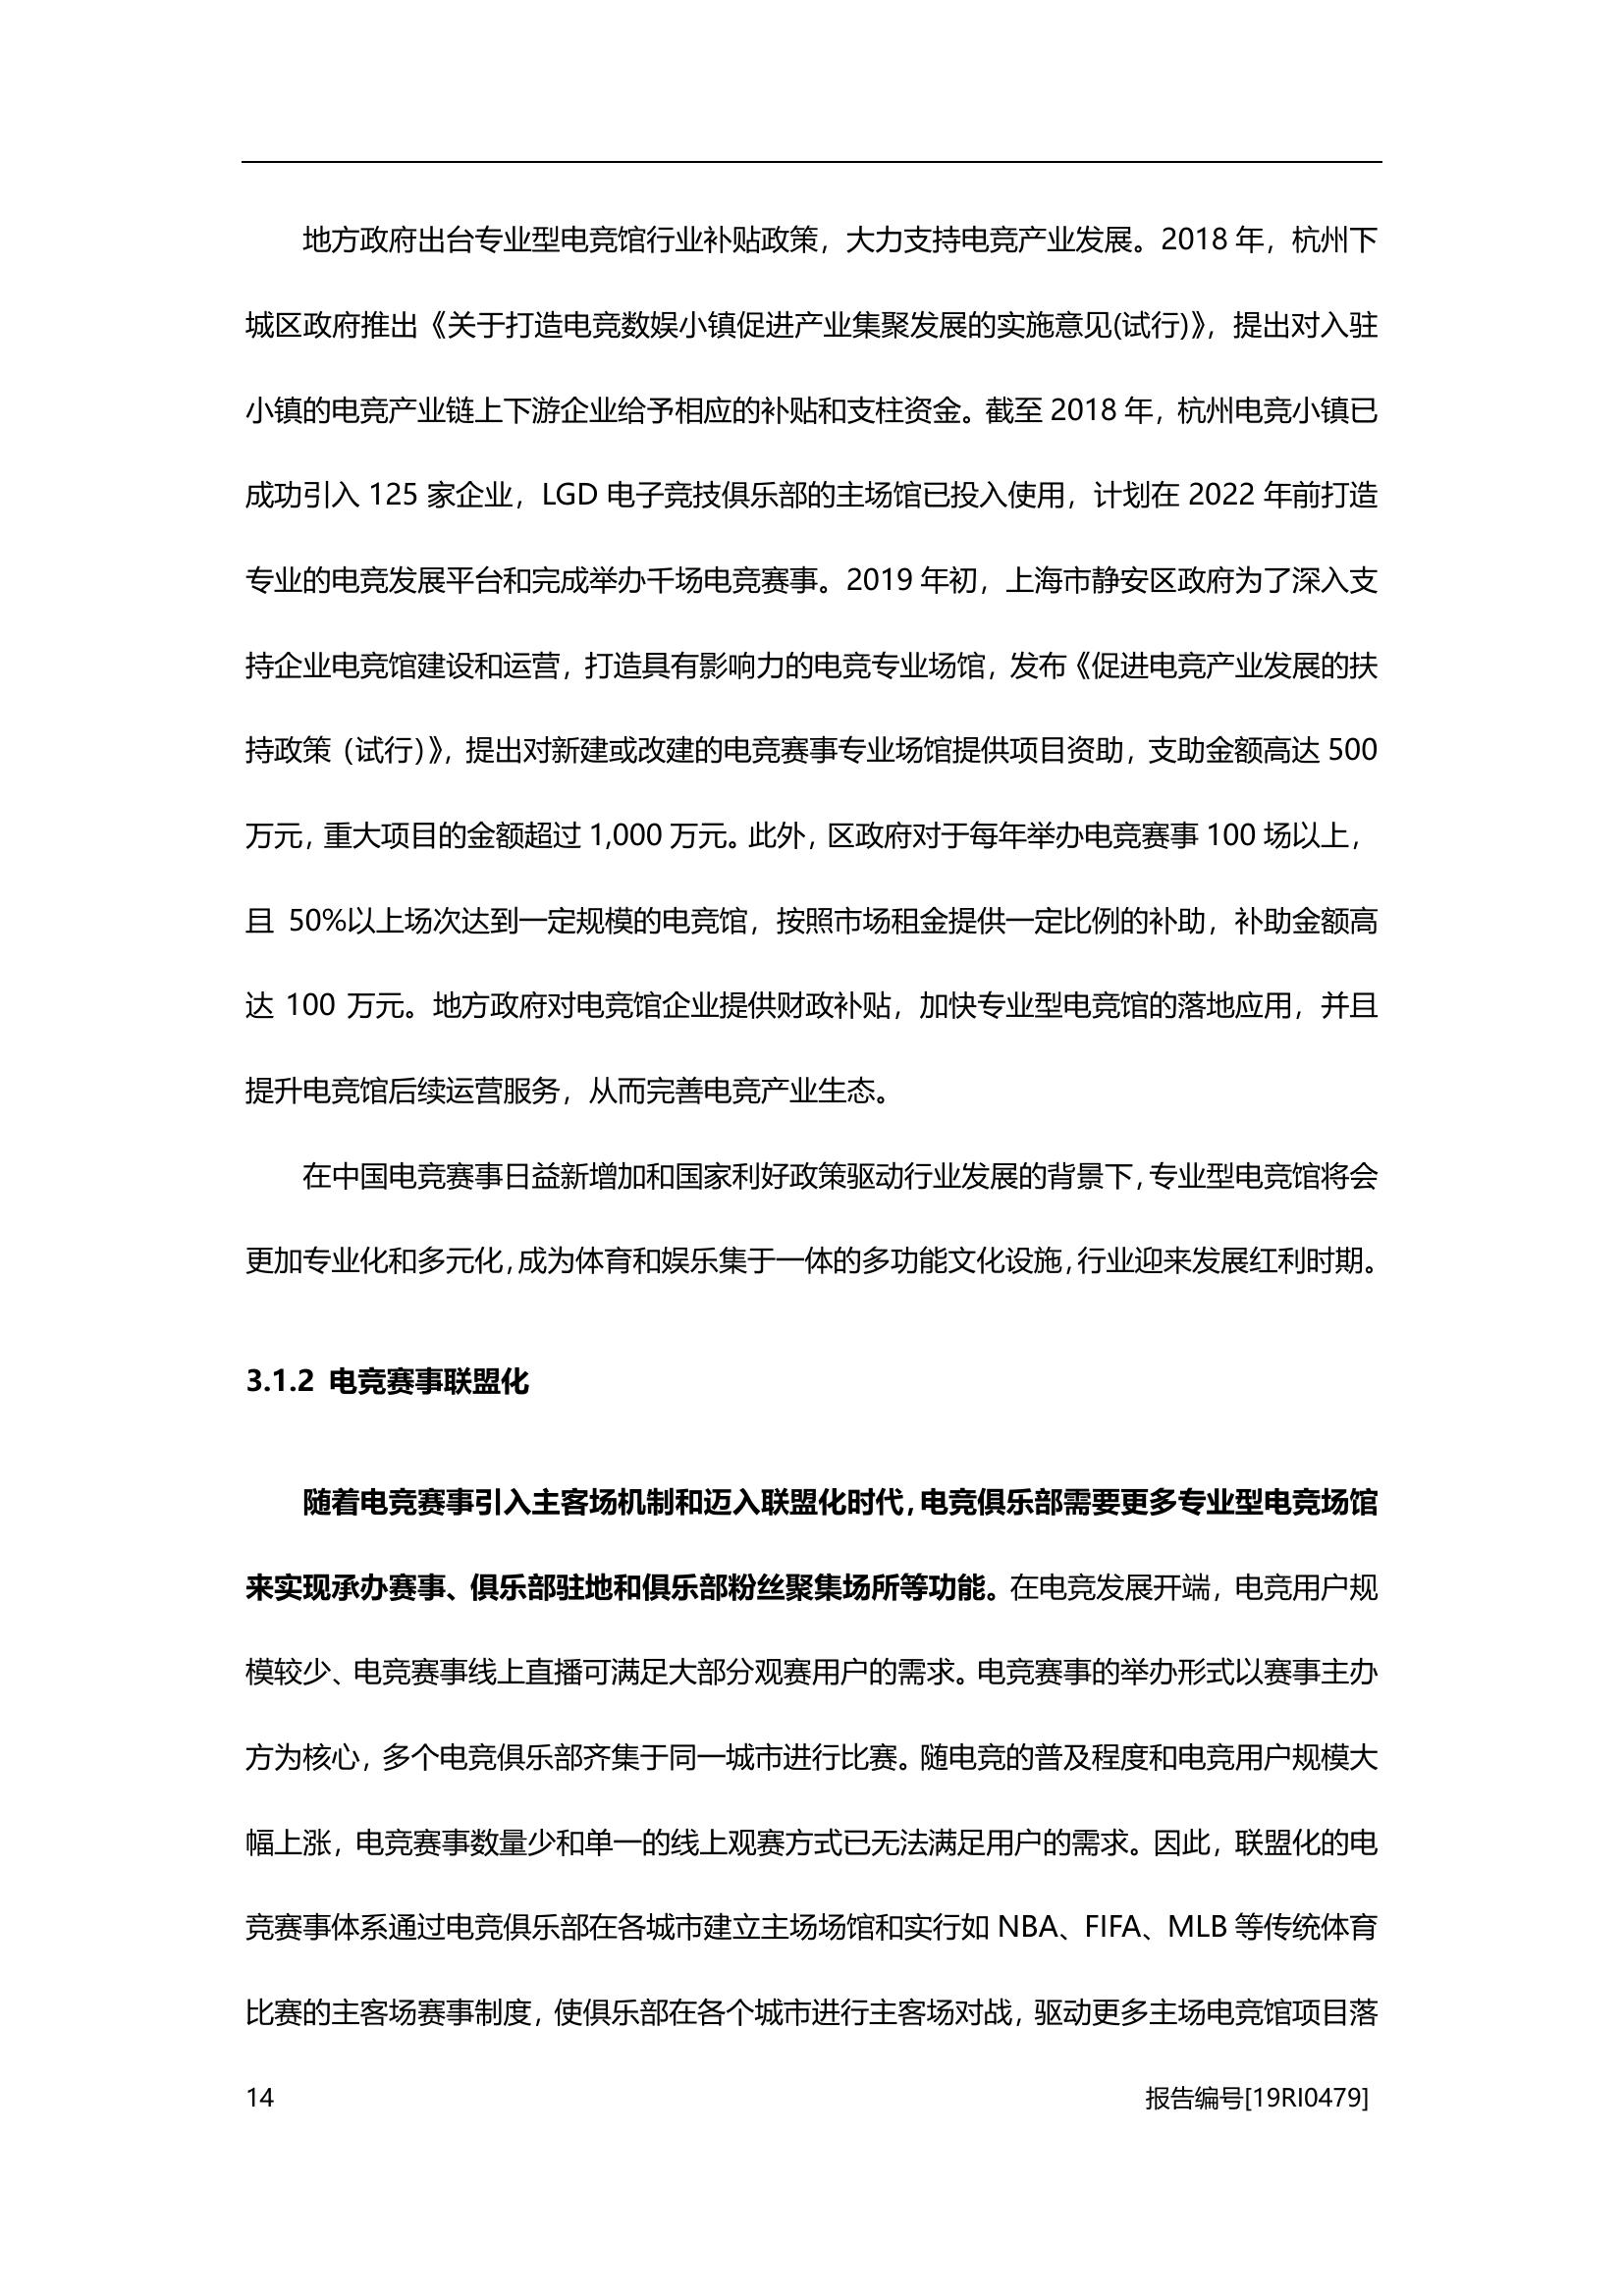 地方政府出台专业型电竞馆行业补贴政策，大力支持电竞产业发展。2018 年，杭州下
城区政府推出《关于打造电竞数娱小镇促进产业集聚发展的实施意见(试行)》，提出对入驻
小镇的电竞产业链上下游企业给予相应的补贴和支柱资金。截至 2018 年，杭州电竞小镇已
成功引入 125 家企业，LGD 电子竞技俱乐部的主场馆已投入使用，计划在 2022 年前打造
专业的电竞发展平台和完成举办千场电竞赛事。2019 年初，上海市静安区政府为了深入支
持企业电竞馆建设和运营，打造具有影响力的电竞专业场馆，发布《促进电竞产业发展的扶
持政策（试行）》，提出对新建或改建的电竞赛事专业场馆提供项目资助，支助金额高达 500
万元，重大项目的金额超过 1,000 万元。此外，区政府对于每年举办电竞赛事 100 场以上，
且 50%以上场次达到一定规模的电竞馆，按照市场租金提供一定比例的补助，补助金额高
达 100 万元。地方政府对电竞馆企业提供财政补贴，加快专业型电竞馆的落地应用，并且
提升电竞馆后续运营服务，从而完善电竞产业生态。
在中国电竞赛事日益新增加和国家利好政策驱动行业发展的背景下，专业型电竞馆将会
更加专业化和多元化，成为体育和娱乐集于一体的多功能文化设施，行业迎来发展红利时期。
3.1.2 电竞赛事联盟化
随着电竞赛事引入主客场机制和迈入联盟化时代，电竞俱乐部需要更多专业型电竞场馆
来实现承办赛事、俱乐部驻地和俱乐部粉丝聚集场所等功能。在电竞发展开端，电竞用户规
模较少、电竞赛事线上直播可满足大部分观赛用户的需求。电竞赛事的举办形式以赛事主办
方为核心，多个电竞俱乐部齐集于同一城市进行比赛。随电竞的普及程度和电竞用户规模大
幅上涨，电竞赛事数量少和单一的线上观赛方式已无法满足用户的需求。因此，联盟化的电
竞赛事体系通过电竞俱乐部在各城市建立主场场馆和实行如 NBA、FIFA、MLB 等传统体育
比赛的主客场赛事制度，使俱乐部在各个城市进行主客场对战，驱动更多主场电竞馆项目落
14
报告编号[19RI0479]